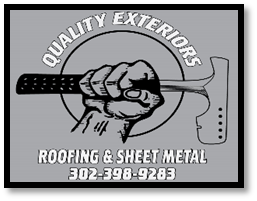 QUALITY EXTERIORS
ROOFING & SHEET METAL
302-398-9283